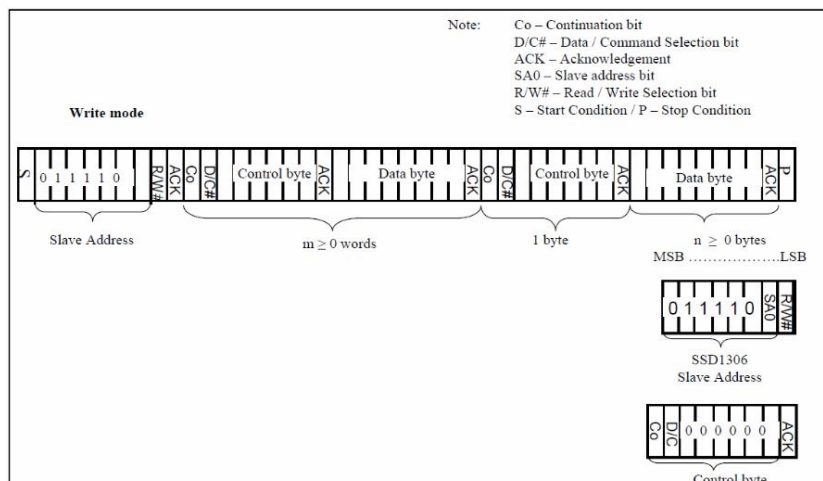 Note: Co – Continuation bit
D/C# – Data / Command Selection bit
ACK – Acknowledgement
SA0 – Slave address bit
R/W# – Read / Write Selection bit
S – Start Condition / P – Stop Condition
Write mode
S 0 1 1 1 1 0 R/W# ACK Co D/C# Control byte ACK Data byte ACK Co D/C# Control byte ACK Data byte ACK P
Slave Address m ≥ 0 words 1 byte n ≥ 0 bytes
MSB ……………….LSB
0 1 1 1 1 0 SA0 R/W#
SSD1306
Slave Address
Co D/C 0 0 0 0 0 0 ACK
Control byte